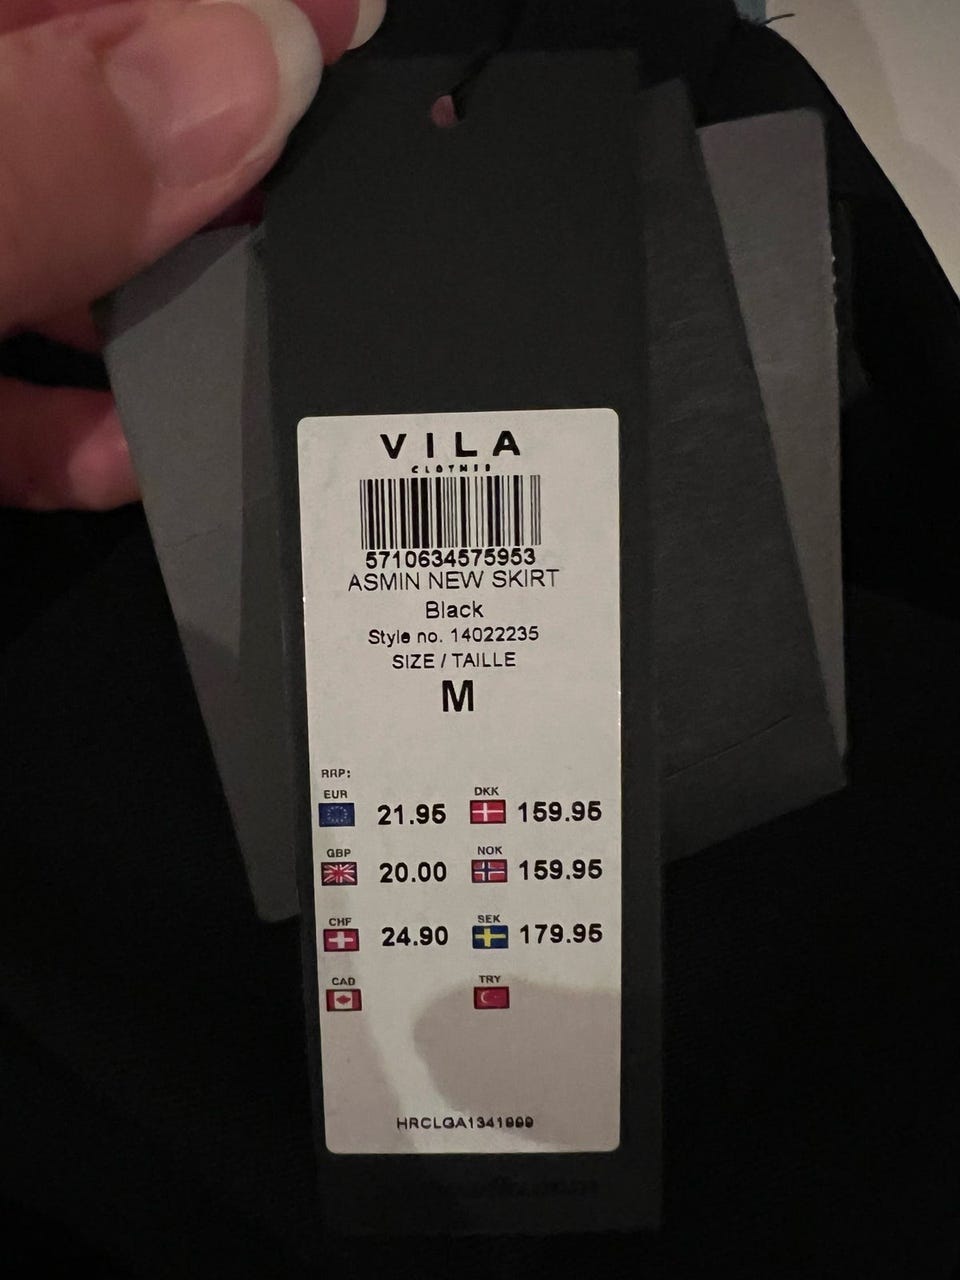 VILA
CLOTHES
5710634575953
ASMIN NEW SKIRT
Black
Style no. 14022235
SIZE / TAILLE
M
RRP:
EUR 21.95 DKK 159.95
GBP 20.00 NOK 159.95
CHF 24.90 SEK 179.95
CAD TRY
HRCLGA1341999